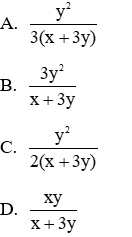 A. y²/3(x + 3y)
B. 3y²/x + 3y
C. y²/2(x + 3y)
D. xy/x + 3y